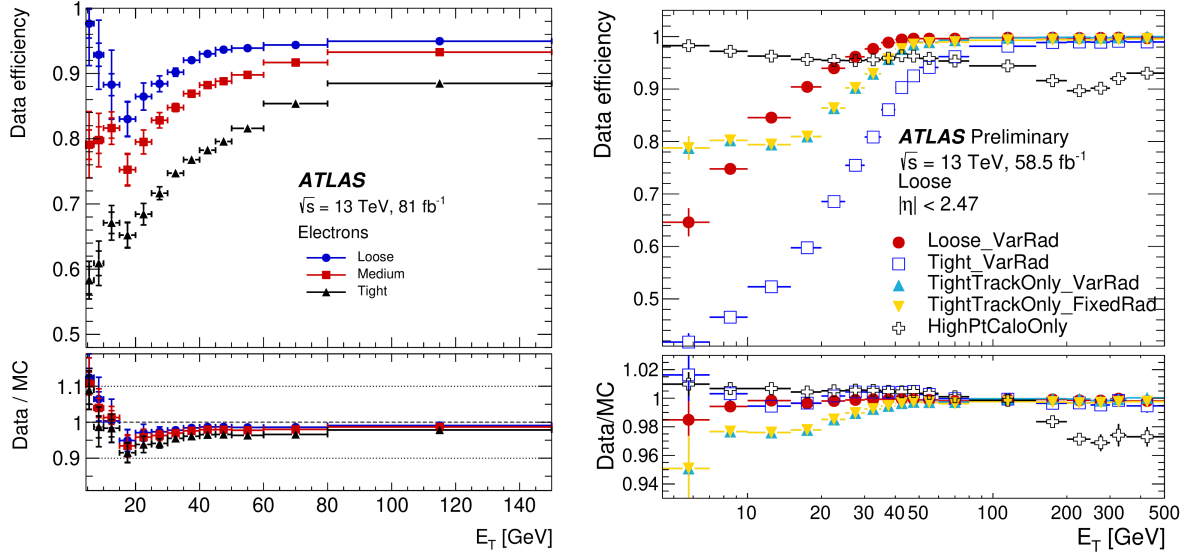 Data efficiency
1
0.9
0.8
0.7
0.6
0.5
ATLAS
√s = 13 TeV, 81 fb⁻¹
Electrons
Loose
Medium
Tight
Data / MC
1.1
1
0.9
20 40 60 80 100 120 140
E_T [GeV]
Data efficiency
1
0.9
0.8
0.7
0.6
0.5
ATLAS Preliminary
√s = 13 TeV, 58.5 fb⁻¹
Loose
|η| < 2.47
Loose_VarRad
Tight_VarRad
TightTrackOnly_VarRad
TightTrackOnly_FixedRad
HighPtCaloOnly
Data/MC
1.02
1
0.98
0.96
0.94
10 20 30 40 50 100 200 300 500
E_T [GeV]